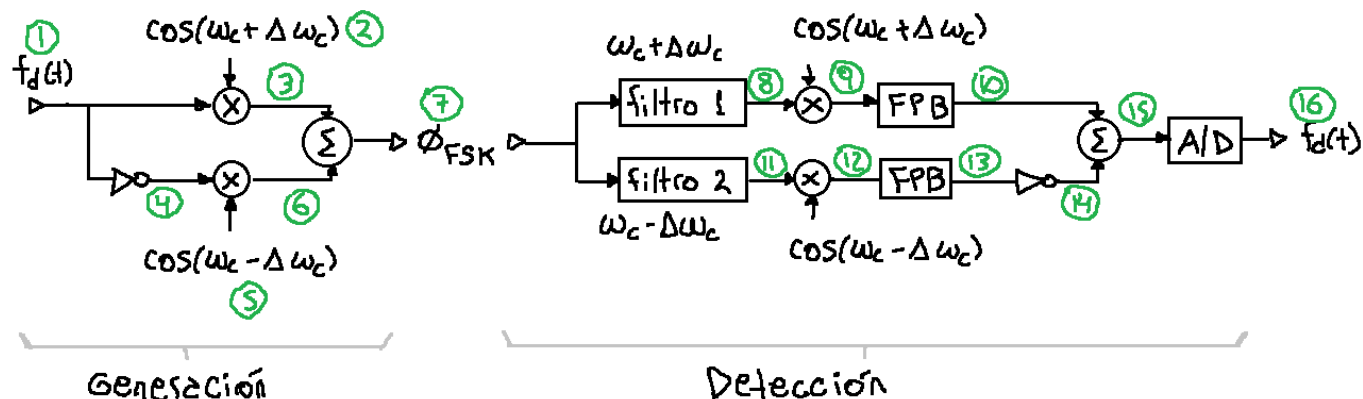 ① cos(ωc+Δωc) ②
fd(t)
③
X
Σ
④ X ⑥
cos(ωc-Δωc)
⑤
⑦
ϕFSK
ωc+Δωc
cos(ωc+Δωc)
filtro 1 ⑧ X ⑨ FPB ⑩
Σ ⑮ A/D ⑯ fd(t)
filtro 2 ⑪ X ⑫ FPB ⑬ ⑭
ωc-Δωc
cos(ωc-Δωc)
Generación
Detección